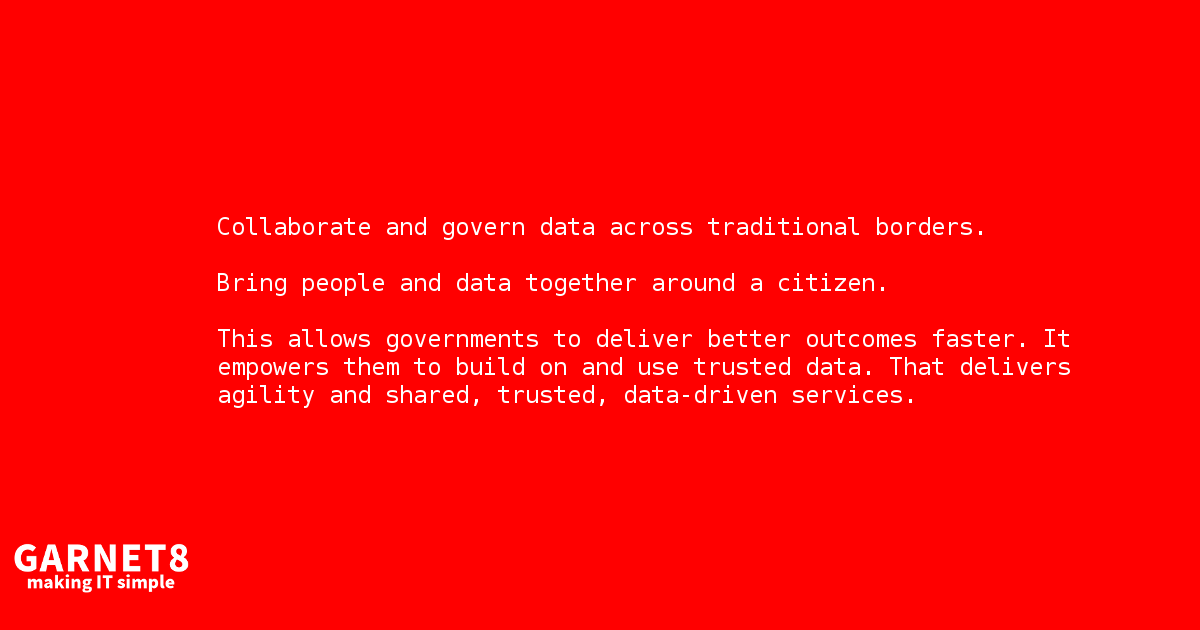 Collaborate and govern data across traditional borders.
Bring people and data together around a citizen.
This allows governments to deliver better outcomes faster. It
empowers them to build on and use trusted data. That delivers
agility and shared, trusted, data-driven services.
GARNET8
making IT simple